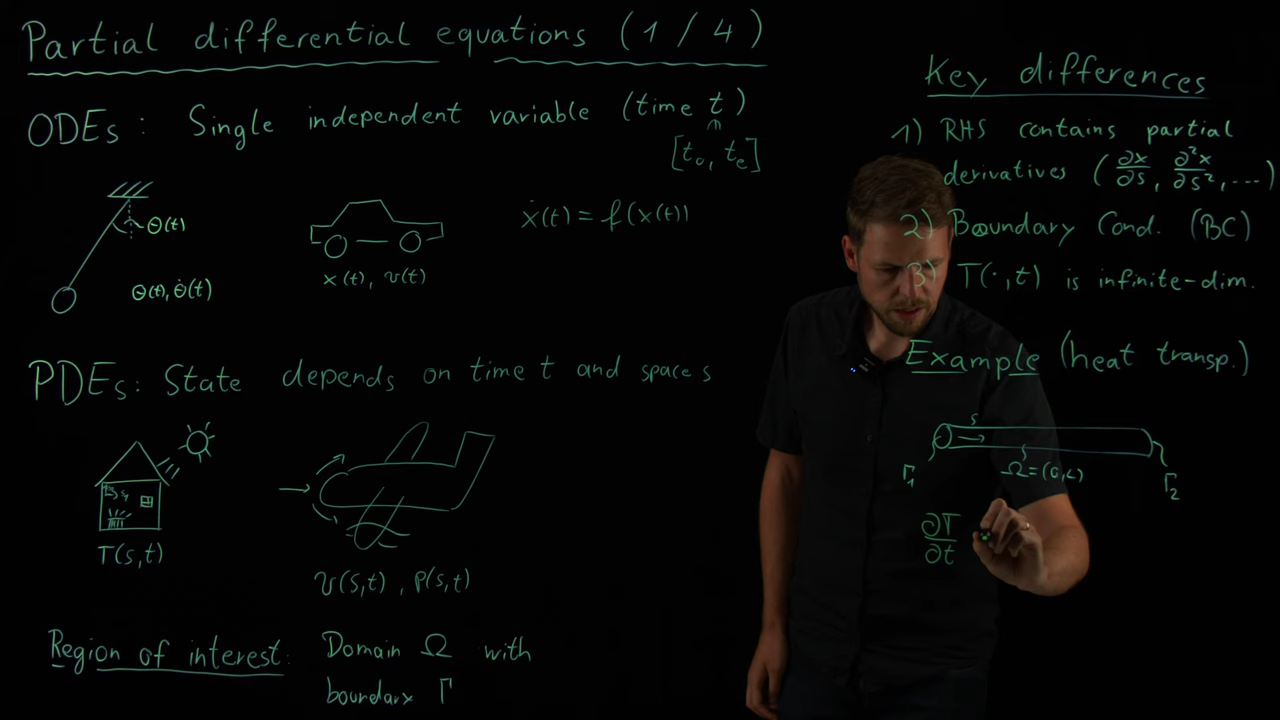 Partial differential equations (1/4)
ODEs: Single independent variable (time t)
∩
[t₀, tₑ]
Θ(t)
Θ(t), Θ̇(t)
x(t), v(t)
ẋ(t) = f(x(t))
PDEs: State depends on time t and space s
T(s,t)
v(s,t), p(s,t)
Region of interest: Domain Ω with
boundary Γ
Key differences
1) RHS contains partial
derivatives (∂x/∂s, ∂²x/∂s², ...)
2) Boundary Cond. (BC)
3) T(·,t) is infinite-dim.
Example (heat transp.)
s
Γ₁
Ω=(0,L)
Γ₂
∂T/∂t